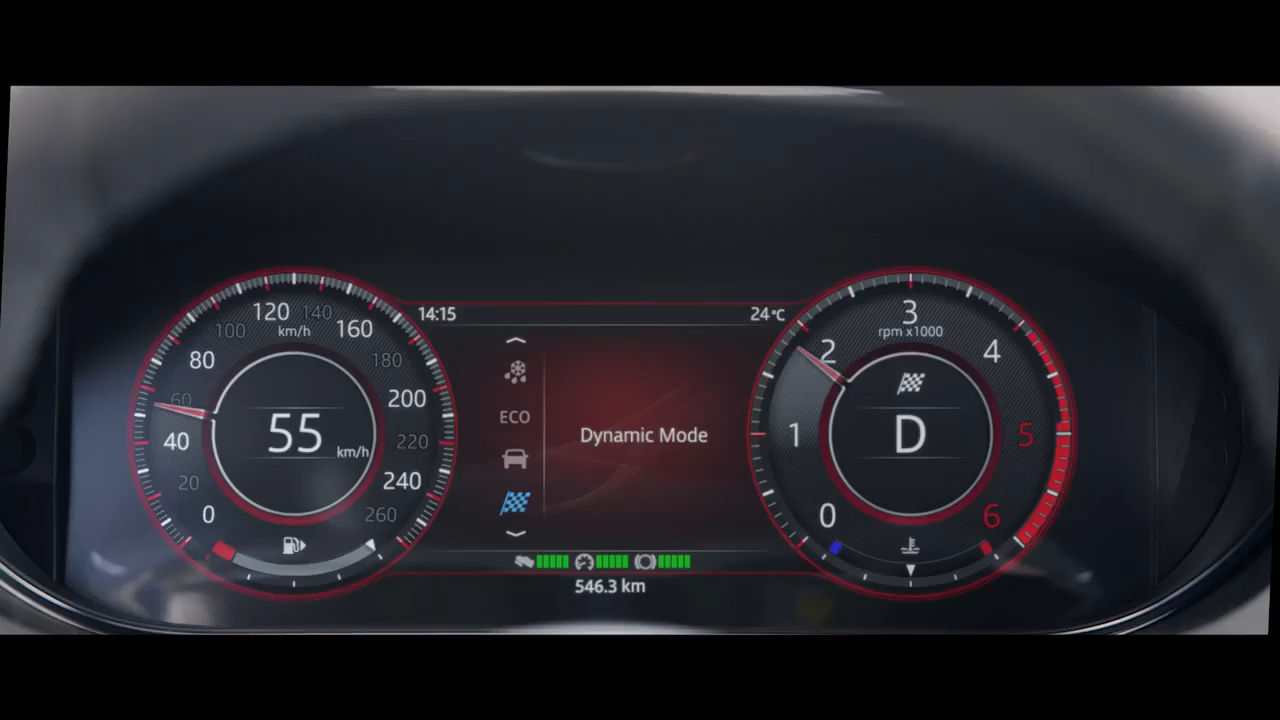 14:15
24°C
120 140
100 km/h 160
80 180
60 200
40 220
20 240
0 260
55 km/h
ECO
Dynamic Mode
3
rpm x1000
2 4
1 5
0 6
D
546.3 km